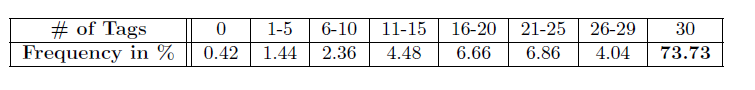 # of Tags 0 1-5 6-10 11-15 16-20 21-25 26-29 30
Frequency in % 0.42 1.44 2.36 4.48 6.66 6.86 4.04 73.73